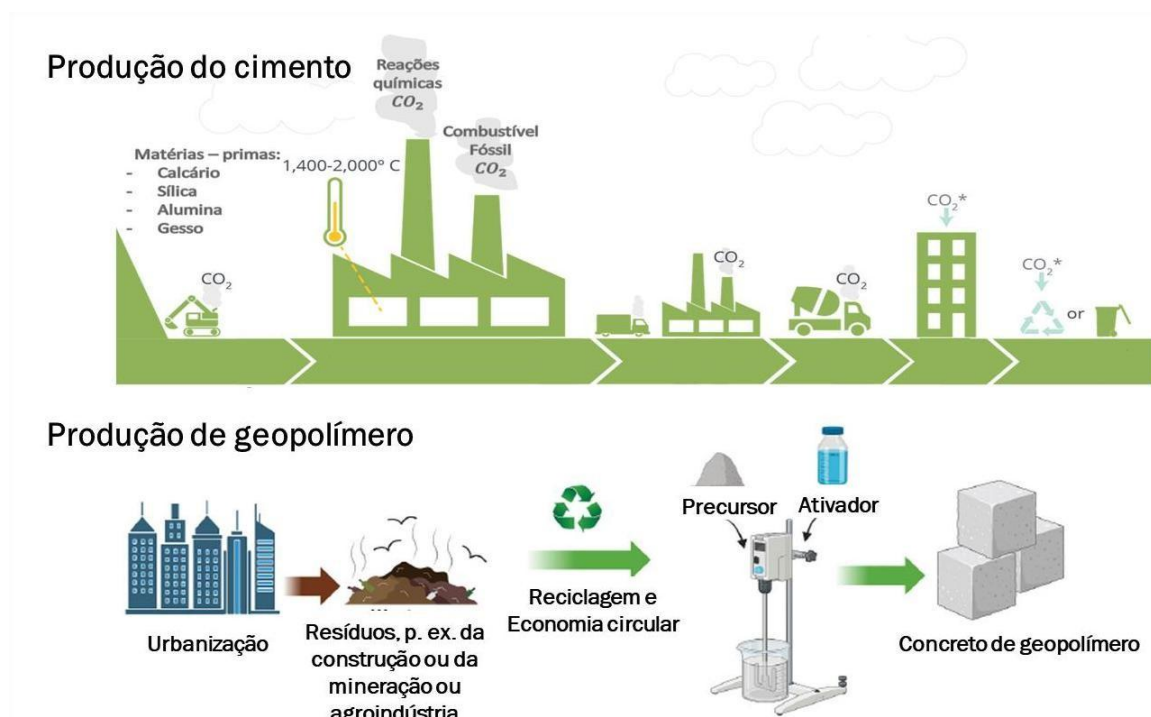 Produção do cimento
Reações
químicas
CO₂
Combustível
Fóssil
CO₂
Matérias – primas:
- Calcário
- Sílica
- Alumina
- Gesso
1,400-2,000° C
CO₂
CO₂
CO₂
CO₂*
CO₂*
or
Produção de geopolímero
Precursor
Ativador
Reciclagem e
Economia circular
Urbanização
Resíduos, p. ex. da
construção ou da
mineração ou
agroindústria
Concreto de geopolímero